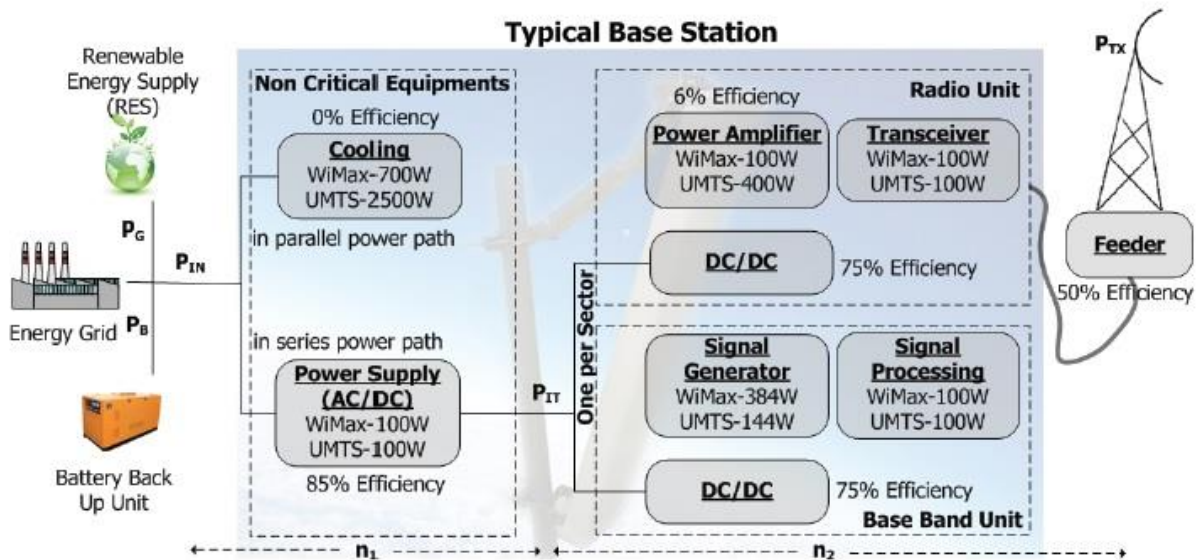 Typical Base Station
Renewable
Energy Supply
(RES)
P_G
P_IN
Energy Grid
P_B
Battery Back
Up Unit
Non Critical Equipments
0% Efficiency
Cooling
WiMax-700W
UMTS-2500W
in parallel power path
in series power path
Power Supply
(AC/DC)
WiMax-100W
UMTS-100W
85% Efficiency
P_IT
One per Sector
Radio Unit
6% Efficiency
Power Amplifier
WiMax-100W
UMTS-400W
Transceiver
WiMax-100W
UMTS-100W
DC/DC
75% Efficiency
Signal
Generator
WiMax-384W
UMTS-144W
Signal
Processing
WiMax-100W
UMTS-100W
DC/DC
75% Efficiency
Base Band Unit
P_TX
Feeder
50% Efficiency
n_1
n_2